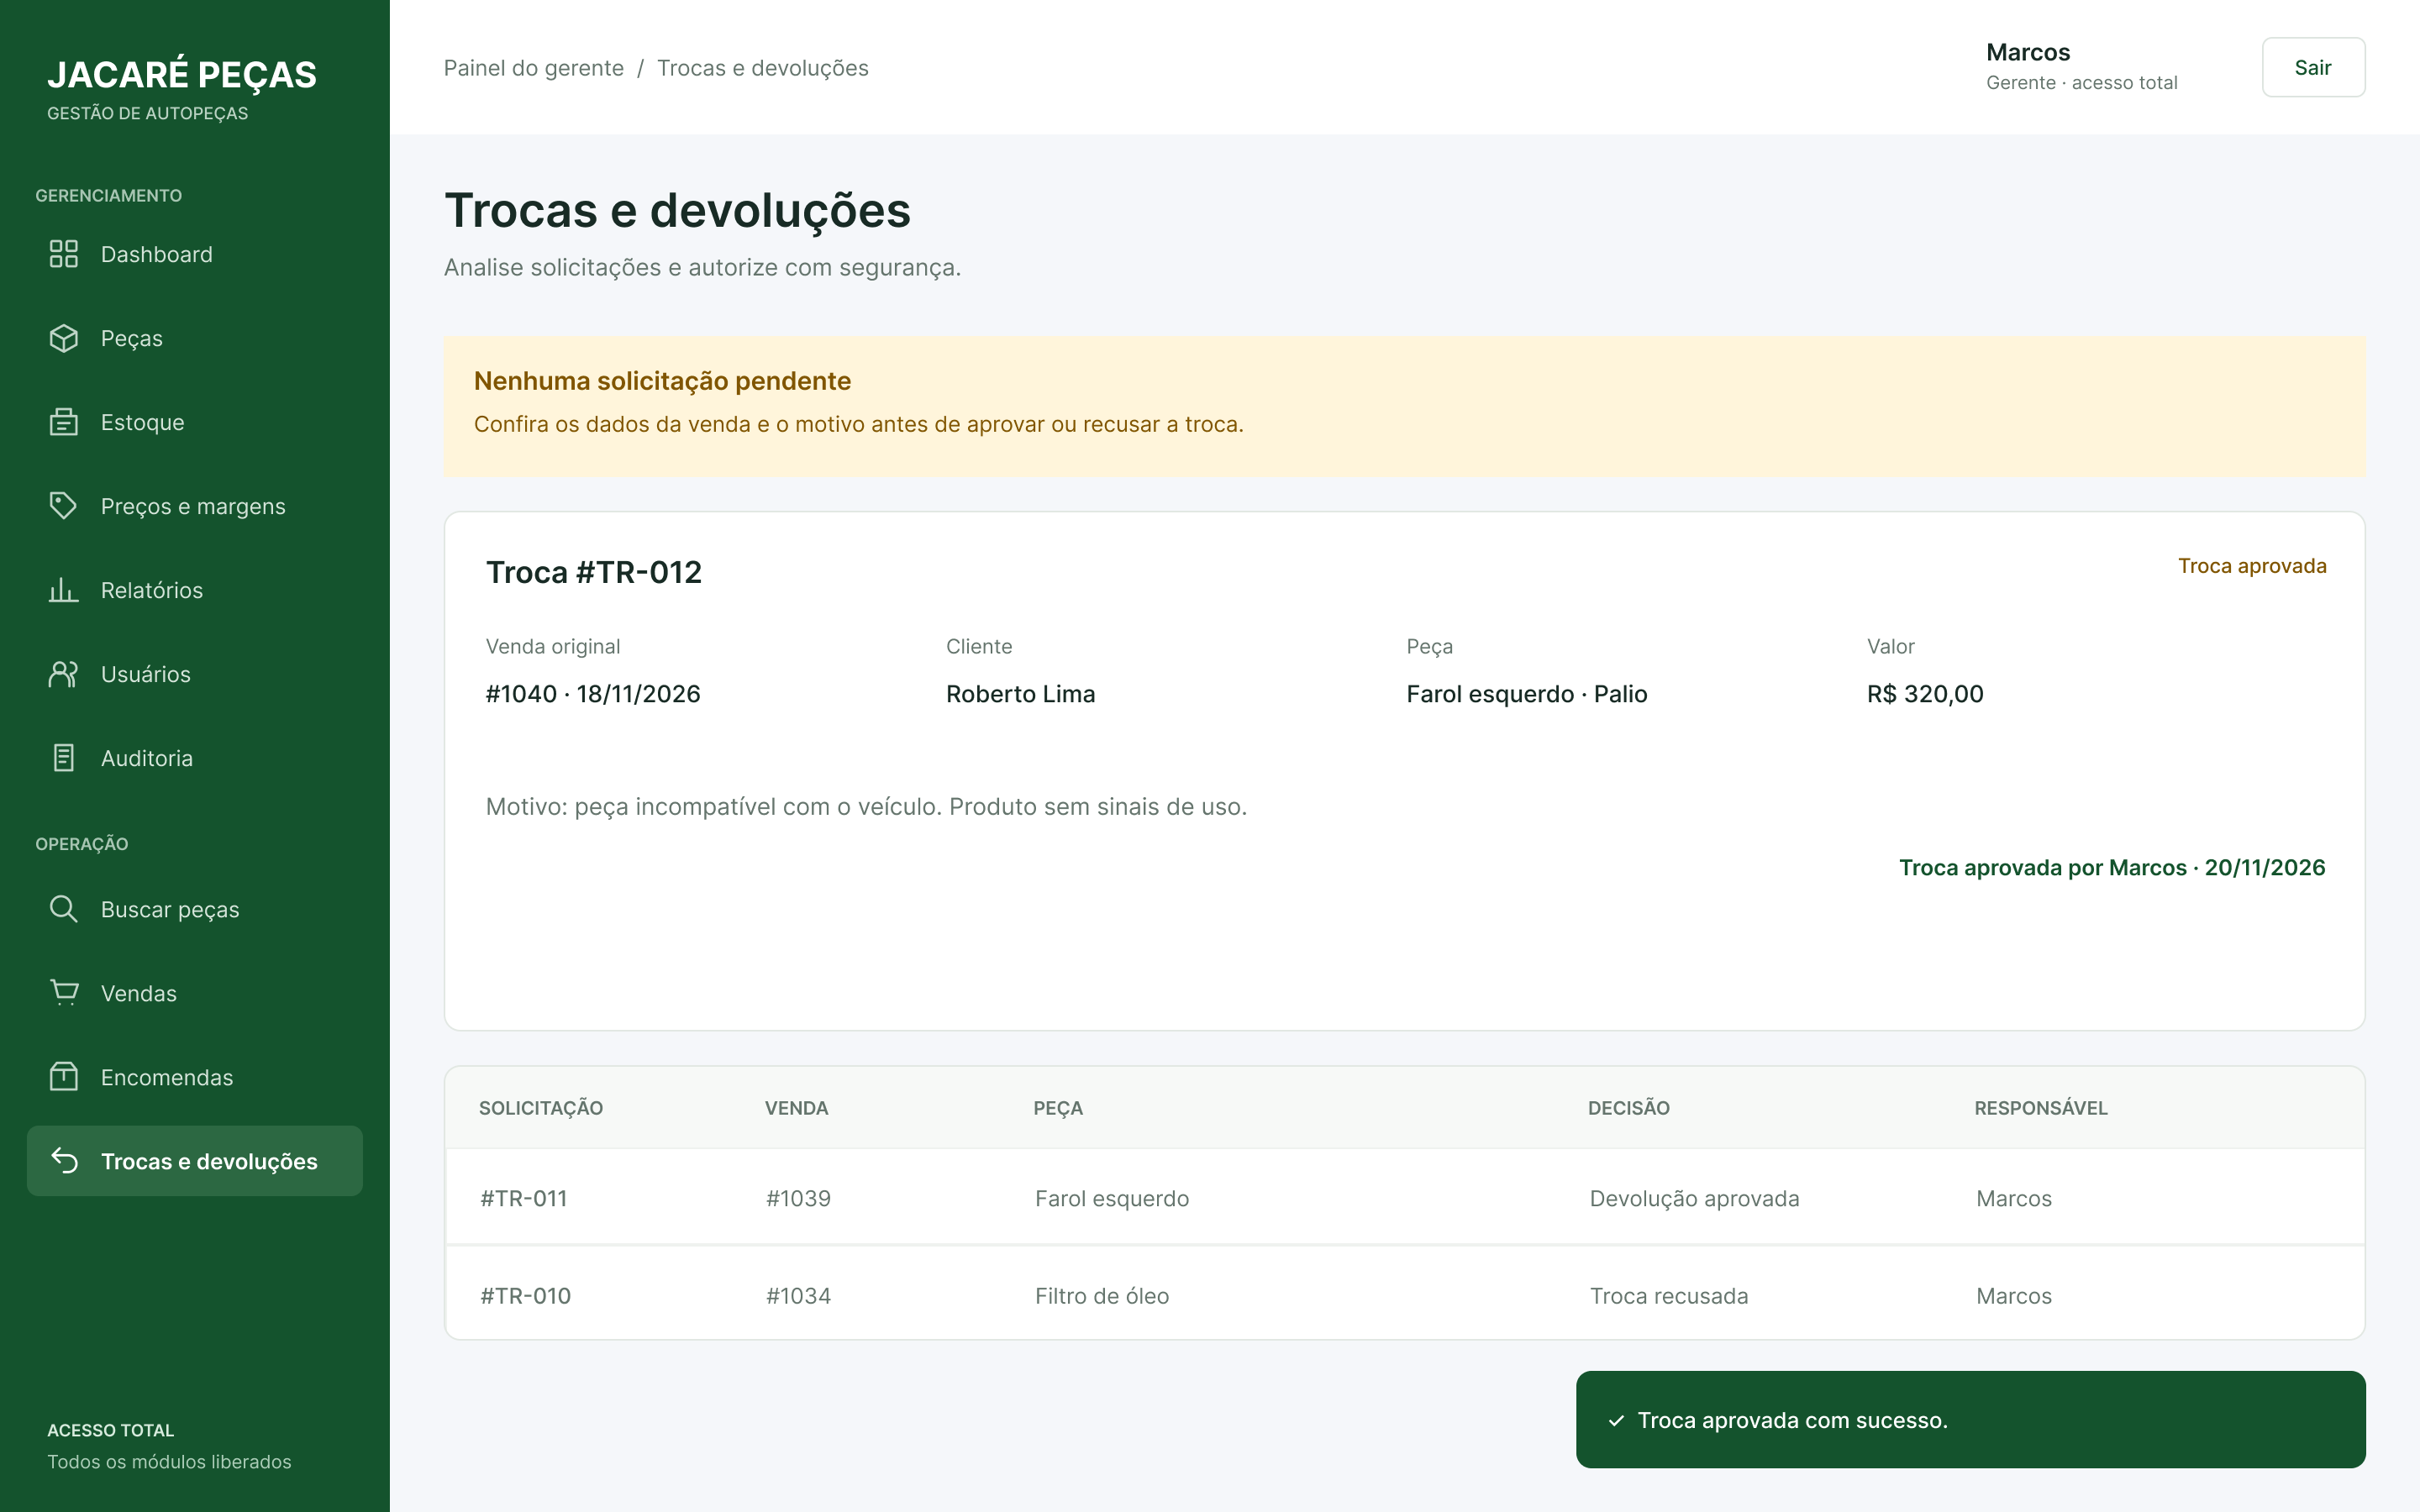 JACARÉ PEÇAS
GESTÃO DE AUTOPEÇAS
GERENCIAMENTO
Dashboard
Peças
Estoque
Preços e margens
Relatórios
Usuários
Auditoria
OPERAÇÃO
Buscar peças
Vendas
Encomendas
Trocas e devoluções
ACESSO TOTAL
Todos os módulos liberados
Painel do gerente / Trocas e devoluções
Marcos
Gerente · acesso total
Sair
Trocas e devoluções
Analise solicitações e autorize com segurança.
Nenhuma solicitação pendente
Confira os dados da venda e o motivo antes de aprovar ou recusar a troca.
Troca #TR-012
Troca aprovada
Venda original Cliente Peça Valor
#1040 · 18/11/2026 Roberto Lima Farol esquerdo · Palio R$ 320,00
Motivo: peça incompatível com o veículo. Produto sem sinais de uso.
Troca aprovada por Marcos · 20/11/2026
SOLICITAÇÃO VENDA PEÇA DECISÃO RESPONSÁVEL
#TR-011 #1039 Farol esquerdo Devolução aprovada Marcos
#TR-010 #1034 Filtro de óleo Troca recusada Marcos
✓ Troca aprovada com sucesso.